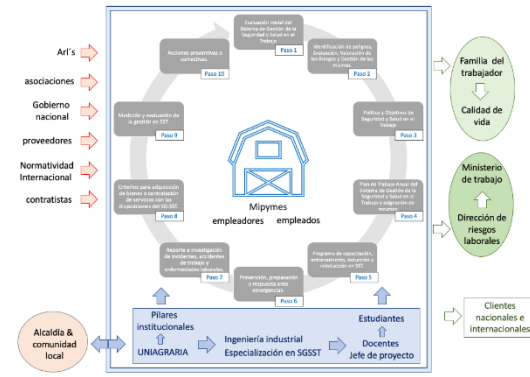 Arl´s
asociaciones
Gobierno
nacional
proveedores
Normatividad
Internacional
contratistas
Alcaldía &
comunidad
local
Evaluación Inicial del
Sistema de Gestión de la
Seguridad y Salud en el
Trabajo
Paso 1
Identificación de peligros,
Evaluación, Valoración de
los Riesgos y Gestión de los
mismos.
Paso 2
Política y Objetivos de
Seguridad y Salud en el
Trabajo
Paso 3
Plan de Trabajo Anual del
Sistema de Gestión de la
Seguridad y Salud en el
Trabajo y asignación de
recursos
Paso 4
Programa de capacitación,
entrenamiento, inducción y
reinducción en SST.
Paso 5
Prevención, preparación y
respuesta ante
emergencias.
Paso 6
Reporte e investigación de
incidentes, accidentes
de trabajo y
enfermedades laborales.
Paso 7
Criterios para adquisición de
bienes o contratación de
servicios con las
disposiciones del SG-SST.
Paso 8
Medición y evaluación de
la gestión en SST
Paso 9
Acciones preventivas o
correctivas.
Paso 10
Mipymes
empleadores empleados
Pilares
institucionales
UNIAGRARIA
Ingeniería industrial
Especialización en SGSST
Estudiantes
Docentes
Jefe de proyecto
Familia del
trabajador
Calidad de
vida
Ministerio
de trabajo
Dirección de
riesgos
laborales
Clientes
nacionales e
internacionales